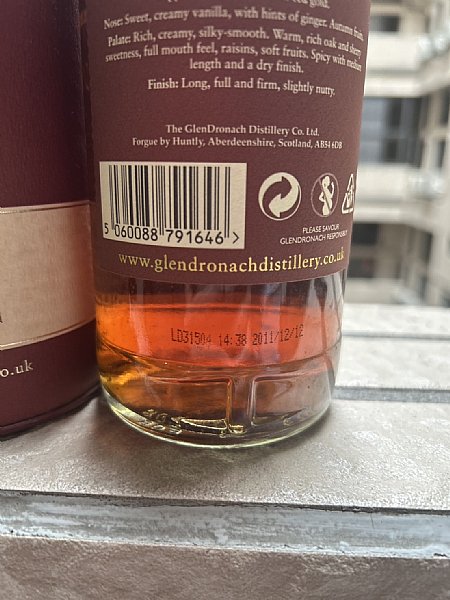 gold.
Nose: Sweet, creamy vanilla, with hints of ginger. Autumn fruits.
Palate: Rich, creamy, silky-smooth. Warm, rich oak and sherry
sweetness, full mouth feel, raisins, soft fruits. Spicy with medium
length and a dry finish.
Finish: Long, full and firm, slightly nutty.
The GlenDronach Distillery Co. Ltd.
Forgue by Huntly, Aberdeenshire, Scotland, AB54 6DB
5 060088 791646 >
PLEASE SAVOUR
GLENDRONACH RESPONSIBLY
www.glendronachdistillery.co.uk
LD31504 14:38 2011/12/12
o.uk